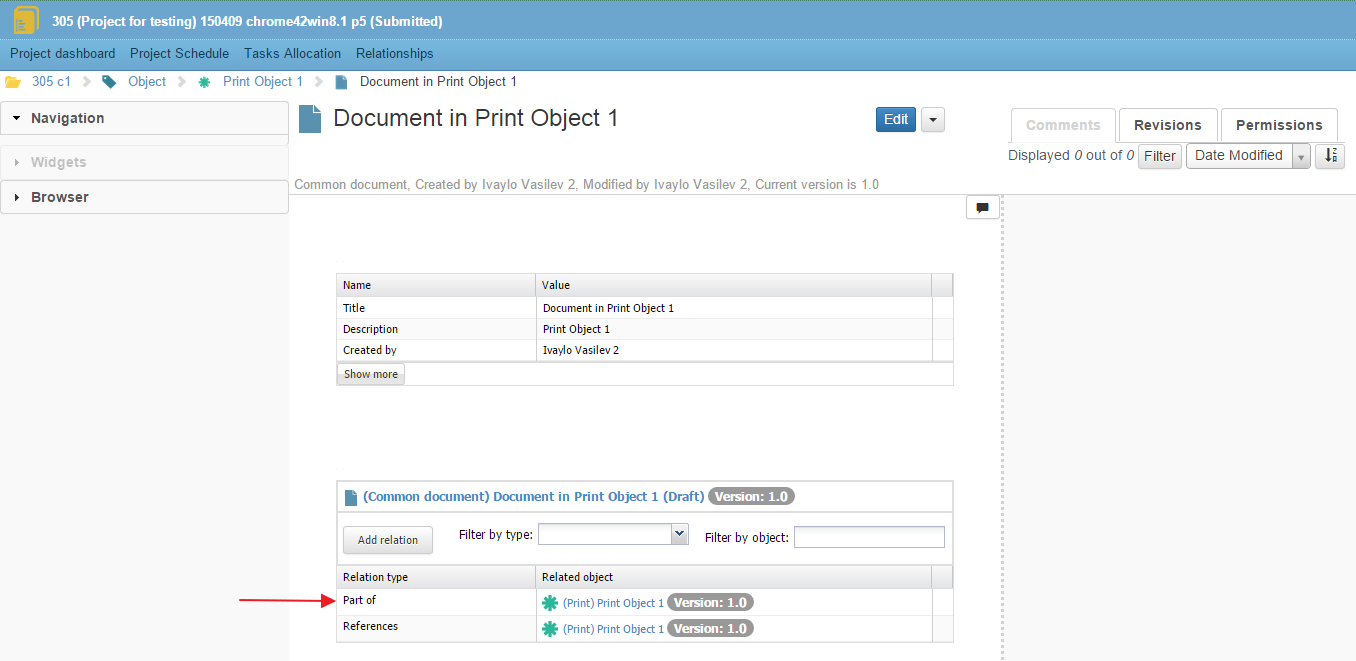 305 (Project for testing) 150409 chrome42win8.1 p5 (Submitted)
Project dashboard Project Schedule Tasks Allocation Relationships
305 c1 Object Print Object 1 Document in Print Object 1
Navigation
Widgets
Browser
Document in Print Object 1
Edit
Common document, Created by Ivaylo Vasilev 2, Modified by Ivaylo Vasilev 2, Current version is 1.0
Comments Revisions Permissions
Displayed 0 out of 0 Filter Date Modified
Name Value
Title Document in Print Object 1
Description Print Object 1
Created by Ivaylo Vasilev 2
Show more
(Common document) Document in Print Object 1 (Draft) Version: 1.0
Add relation Filter by type: Filter by object:
Relation type Related object
Part of (Print) Print Object 1 Version: 1.0
References (Print) Print Object 1 Version: 1.0